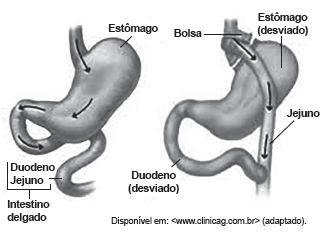 Estômago
Duodeno
Jejuno
Intestino
delgado
Bolsa
Estômago
(desviado)
Jejuno
Duodeno
(desviado)
Disponível em: <www.clinicag.com.br> (adaptado).